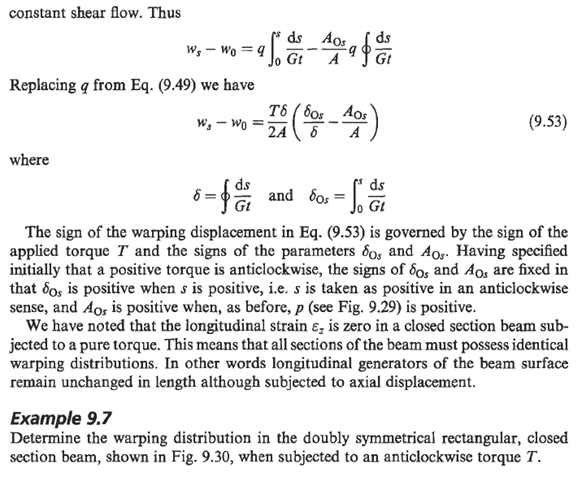 constant shear flow. Thus
w_s − w_0 = q ∫_0^s ds/Gt − A_Os/A q ∮ ds/Gt
Replacing q from Eq. (9.49) we have
w_s − w_0 = Tδ/2A (δ_Os/δ − A_Os/A) (9.53)
where
δ = ∮ ds/Gt and δ_Os = ∫_0^s ds/Gt
The sign of the warping displacement in Eq. (9.53) is governed by the sign of the
applied torque T and the signs of the parameters δ_Os and A_Os. Having specified
initially that a positive torque is anticlockwise, the signs of δ_Os and A_Os are fixed in
that δ_Os is positive when s is positive, i.e. s is taken as positive in an anticlockwise
sense, and A_Os is positive when, as before, p (see Fig. 9.29) is positive.
We have noted that the longitudinal strain ε_z is zero in a closed section beam sub-
jected to a pure torque. This means that all sections of the beam must possess identical
warping distributions. In other words longitudinal generators of the beam surface
remain unchanged in length although subjected to axial displacement.
Example 9.7
Determine the warping distribution in the doubly symmetrical rectangular, closed
section beam, shown in Fig. 9.30, when subjected to an anticlockwise torque T.